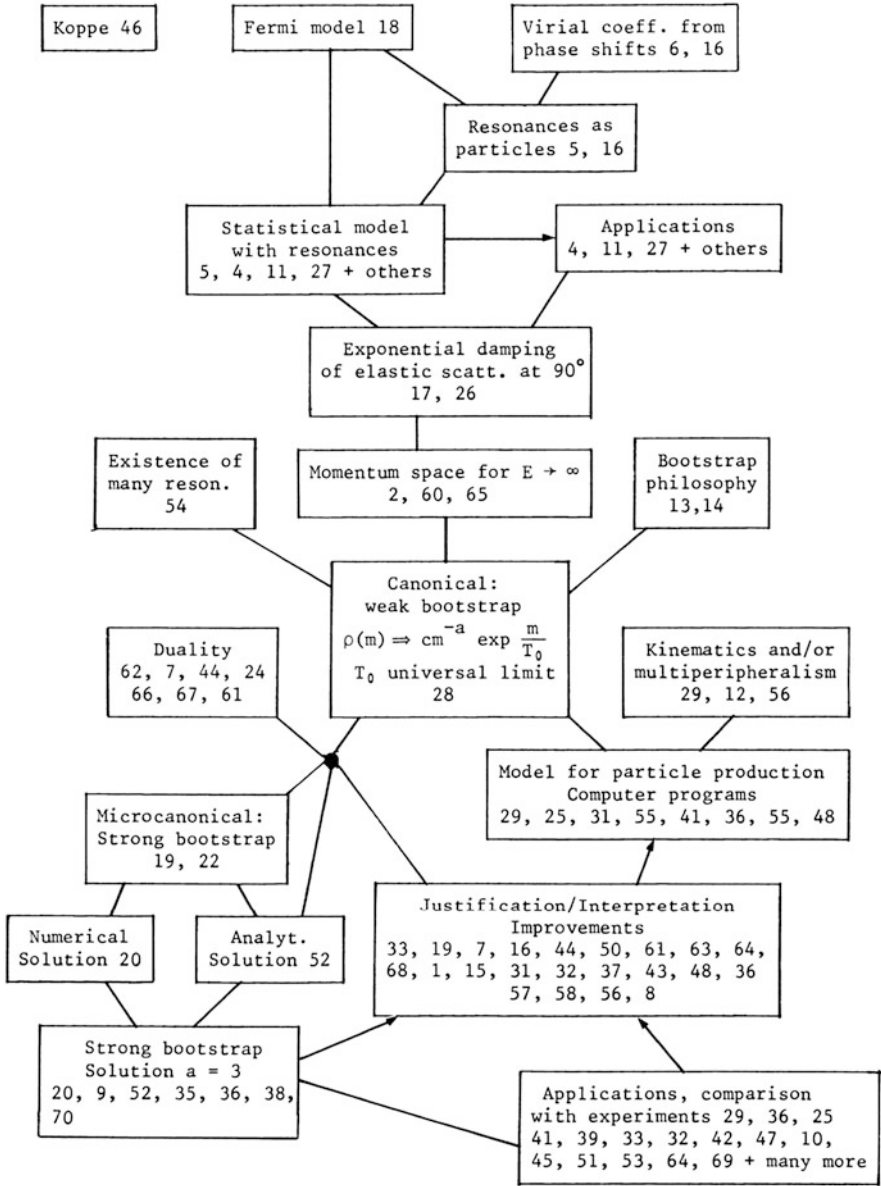 Koppe 46
Fermi model 18
Virial coeff. from
phase shifts 6, 16
Resonances as
particles 5, 16
Statistical model
with resonances
5, 4, 11, 27 + others
Applications
4, 11, 27 + others
Exponential damping
of elastic scatt. at 90°
17, 26
Existence of
many reson.
54
Momentum space for E → ∞
2, 60, 65
Bootstrap
philosophy
13,14
Canonical:
weak bootstrap
ρ(m) ⇒ cm^-a exp m/T₀
T₀ universal limit
28
Duality
62, 7, 44, 24
66, 67, 61
Kinematics and/or
multiperipheralism
29, 12, 56
Model for particle production
Computer programs
29, 25, 31, 55, 41, 36, 55, 48
Microcanonical:
Strong bootstrap
19, 22
Numerical
Solution 20
Analyt.
Solution 52
Justification/Interpretation
Improvements
33, 19, 7, 16, 44, 50, 61, 63, 64,
68, 1, 15, 31, 32, 37, 43, 48, 36
57, 58, 56, 8
Strong bootstrap
Solution a = 3
20, 9, 52, 35, 36, 38,
70
Applications, comparison
with experiments 29, 36, 25
41, 39, 33, 32, 42, 47, 10,
45, 51, 53, 64, 69 + many more